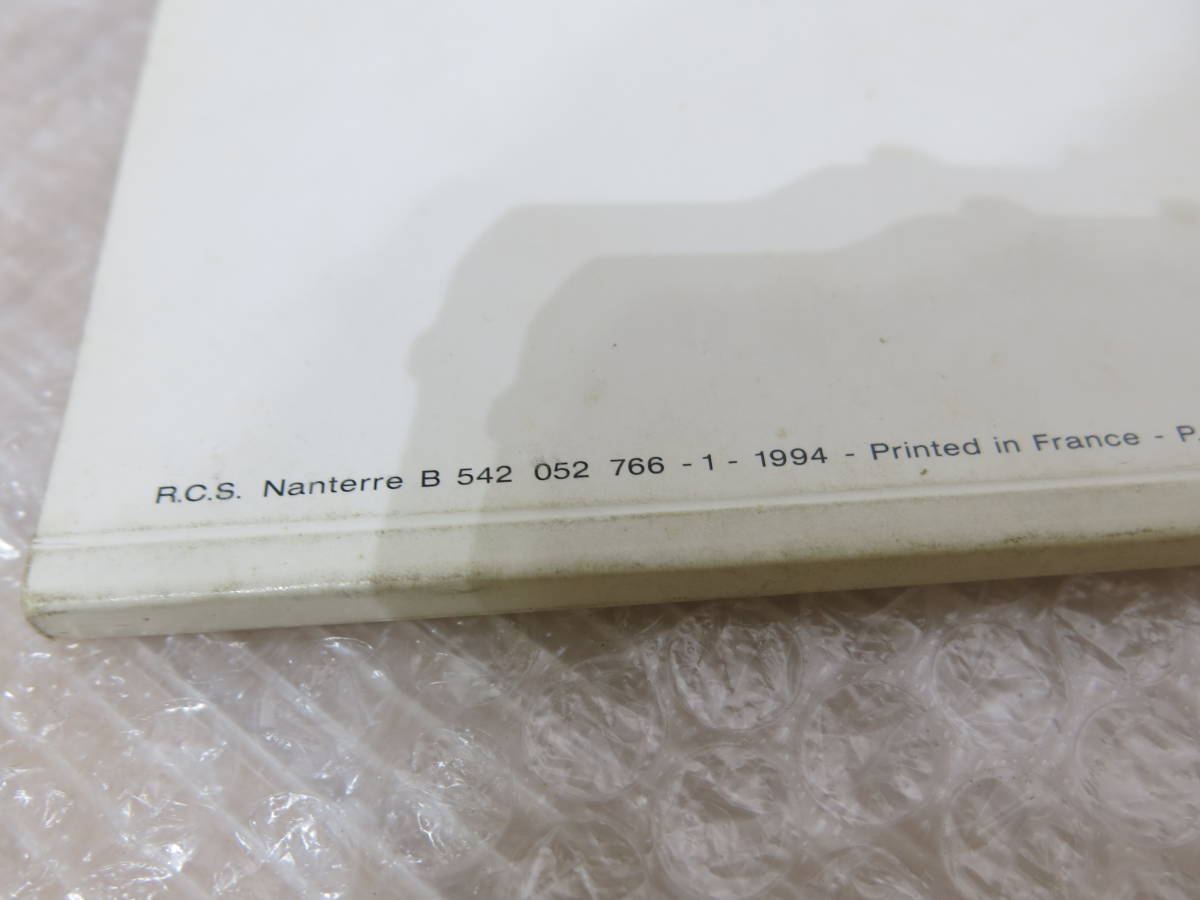 R.C.S. Nanterre B 542 052 766 - 1 - 1994 - Printed in France - P.